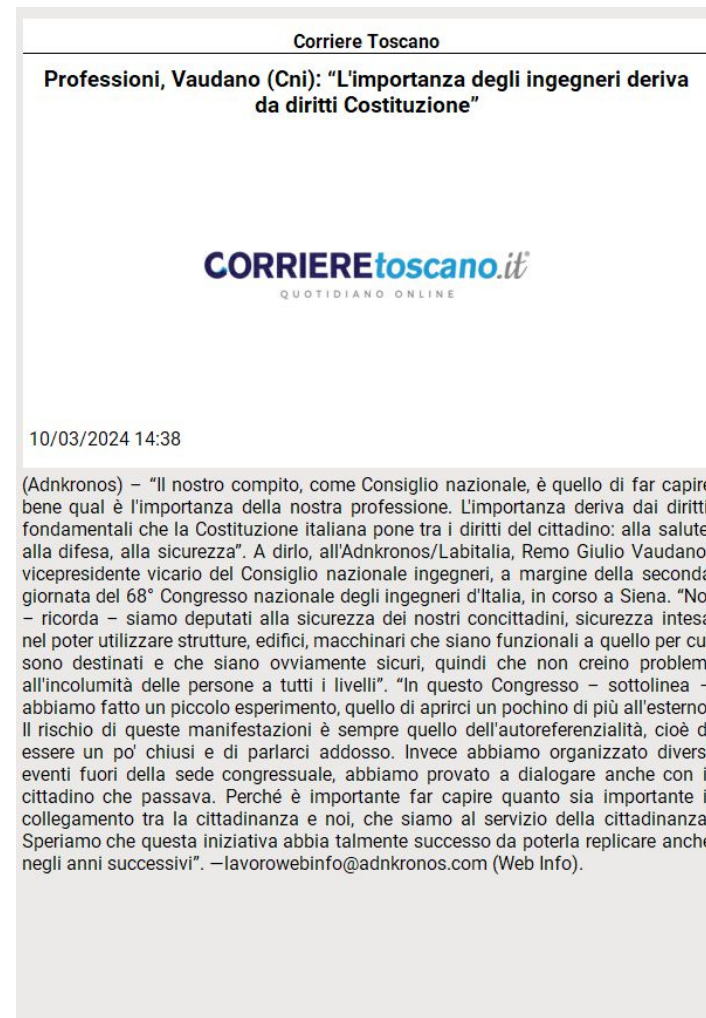 Corriere Toscano
Professioni, Vaudano (Cni): “L'importanza degli ingegneri deriva
da diritti Costituzione”
CORRIEREtoscano.it
QUOTIDIANO ONLINE
10/03/2024 14:38
(Adnkronos) – “Il nostro compito, come Consiglio nazionale, è quello di far capire
bene qual è l'importanza della nostra professione. L'importanza deriva dai diritti
fondamentali che la Costituzione italiana pone tra i diritti del cittadino: alla salute
alla difesa, alla sicurezza”. A dirlo, all'Adnkronos/Labitalia, Remo Giulio Vaudano
vicepresidente vicario del Consiglio nazionale ingegneri, a margine della seconda
giornata del 68° Congresso nazionale degli ingegneri d'Italia, in corso a Siena. “No
– ricorda – siamo deputati alla sicurezza dei nostri concittadini, sicurezza intesa
nel poter utilizzare strutture, edifici, macchinari che siano funzionali a quello per cu
sono destinati e che siano ovviamente sicuri, quindi che non creino problem
all'incolumità delle persone a tutti i livelli”. “In questo Congresso – sottolinea –
abbiamo fatto un piccolo esperimento, quello di aprirci un pochino di più all'esterno
Il rischio di queste manifestazioni è sempre quello dell'autoreferenzialità, cioè d
essere un po' chiusi e di parlarci addosso. Invece abbiamo organizzato divers
eventi fuori della sede congressuale, abbiamo provato a dialogare anche con i
cittadino che passava. Perché è importante far capire quanto sia importante i
collegamento tra la cittadinanza e noi, che siamo al servizio della cittadinanza
Speriamo che questa iniziativa abbia talmente successo da poterla replicare anche
negli anni successivi”. —lavorowebinfo@adnkronos.com (Web Info).